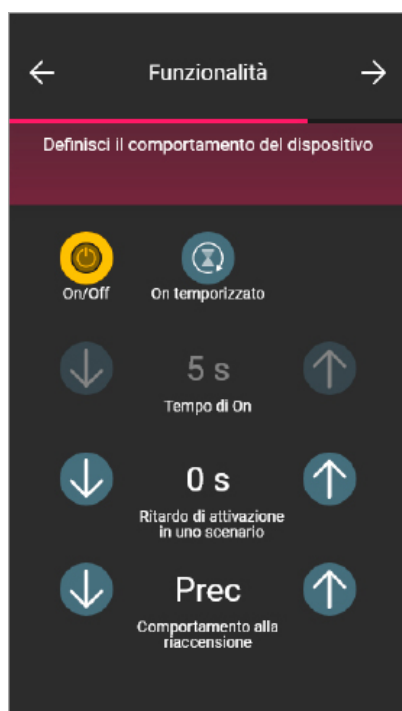 Funzionalità
Definisci il comportamento del dispositivo
On/Off
On temporizzato
5 s
Tempo di On
0 s
Ritardo di attivazione
in uno scenario
Prec
Comportamento alla
riaccensione